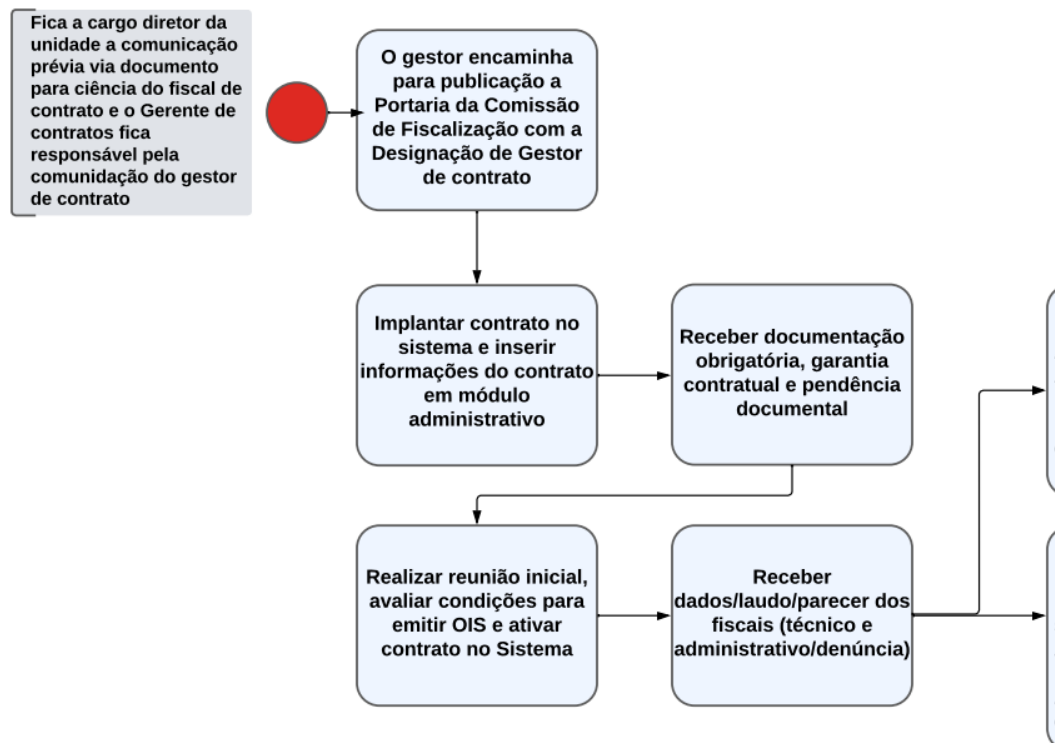 Fica a cargo diretor da
unidade a comunicação
prévia via documento
para ciência do fiscal de
contrato e o Gerente de
contratos fica
responsável pela
comunidação do gestor
de contrato
O gestor encaminha
para publicação a
Portaria da Comissão
de Fiscalização com a
Designação de Gestor
de contrato
Implantar contrato no
sistema e inserir
informações do contrato
em módulo
administrativo
Receber documentação
obrigatória, garantia
contratual e pendência
documental
Realizar reunião inicial,
avaliar condições para
emitir OIS e ativar
contrato no Sistema
Receber
dados/laudo/parecer dos
fiscais (técnico e
administrativo/denúncia)